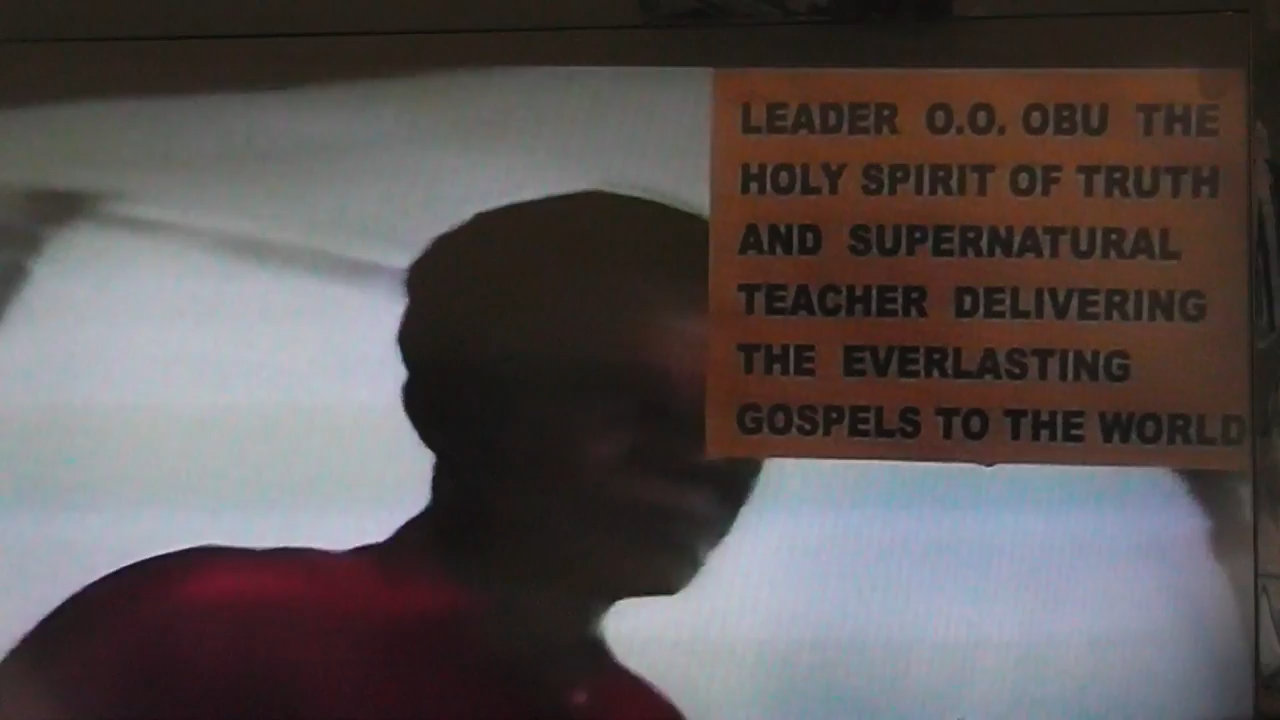 LEADER O.O. OBU THE
HOLY SPIRIT OF TRUTH
AND SUPERNATURAL
TEACHER DELIVERING
THE EVERLASTING
GOSPELS TO THE WORLD